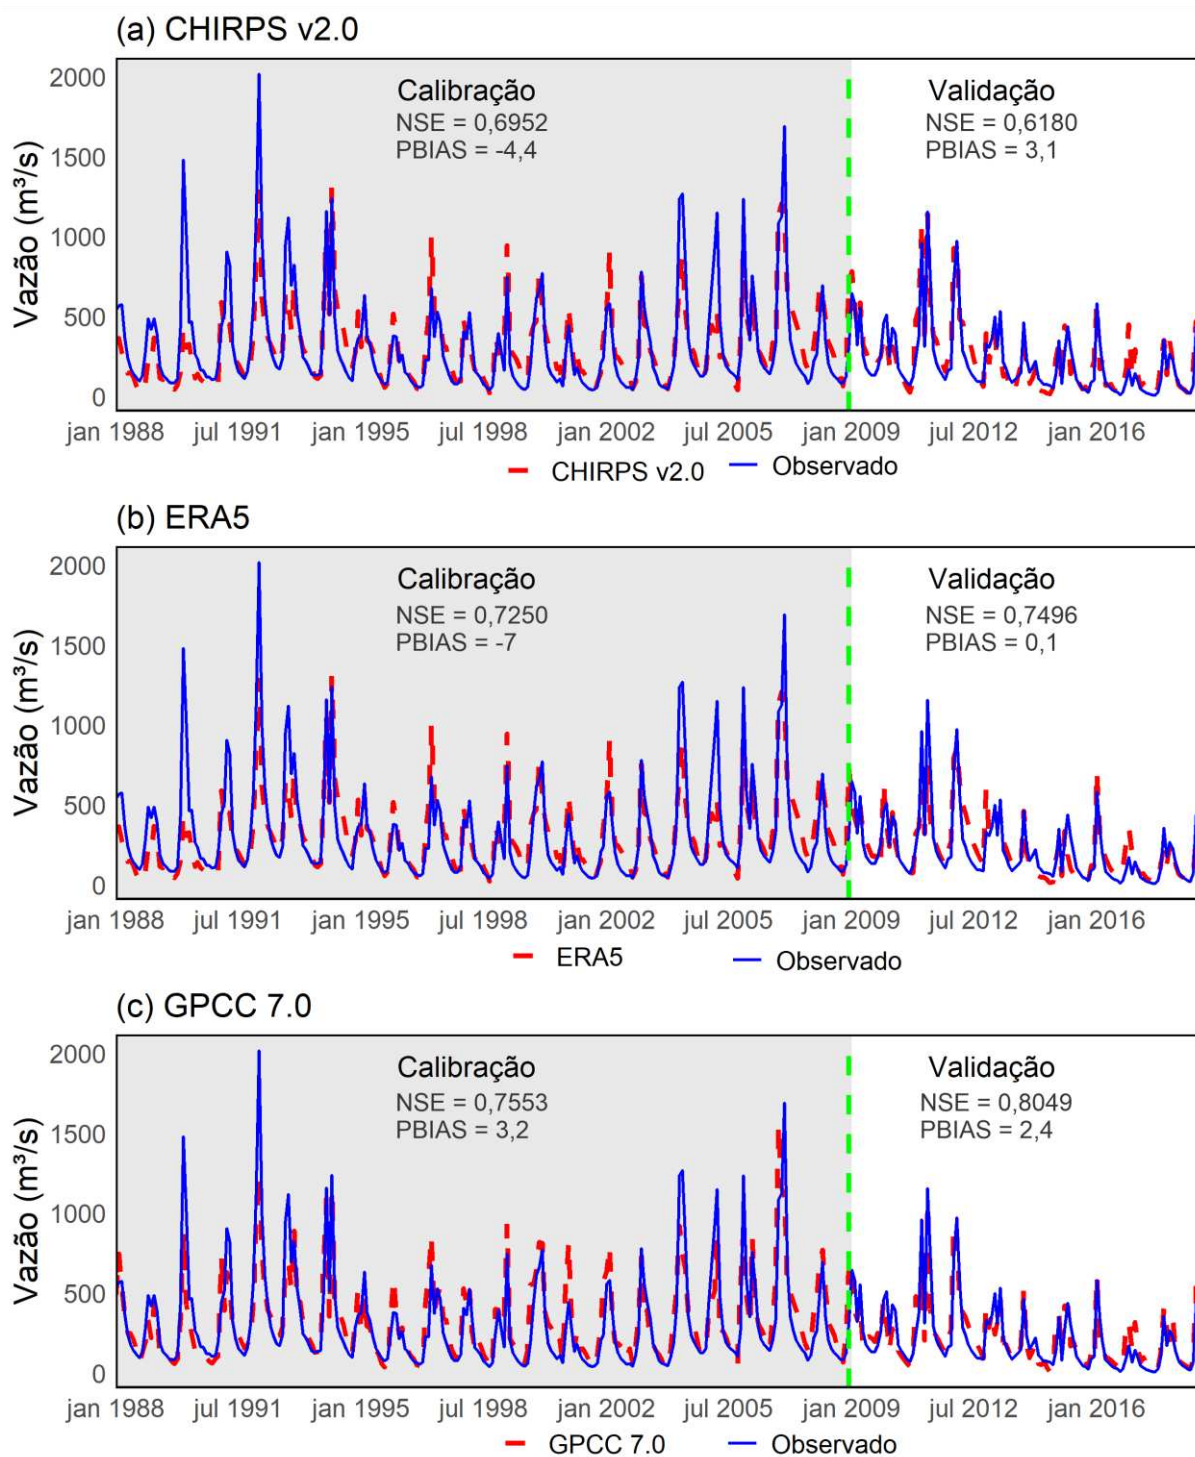 (a) CHIRPS v2.0
Vazão (m³/s)
2000
1500
1000
500
0
Calibração
NSE = 0,6952
PBIAS = -4,4
Validação
NSE = 0,6180
PBIAS = 3,1
jan 1988 jul 1991 jan 1995 jul 1998 jan 2002 jul 2005 jan 2009 jul 2012 jan 2016
CHIRPS v2.0 Observado
(b) ERA5
Vazão (m³/s)
2000
1500
1000
500
0
Calibração
NSE = 0,7250
PBIAS = -7
Validação
NSE = 0,7496
PBIAS = 0,1
jan 1988 jul 1991 jan 1995 jul 1998 jan 2002 jul 2005 jan 2009 jul 2012 jan 2016
ERA5 Observado
(c) GPCC 7.0
Vazão (m³/s)
2000
1500
1000
500
0
Calibração
NSE = 0,7553
PBIAS = 3,2
Validação
NSE = 0,8049
PBIAS = 2,4
jan 1988 jul 1991 jan 1995 jul 1998 jan 2002 jul 2005 jan 2009 jul 2012 jan 2016
GPCC 7.0 Observado